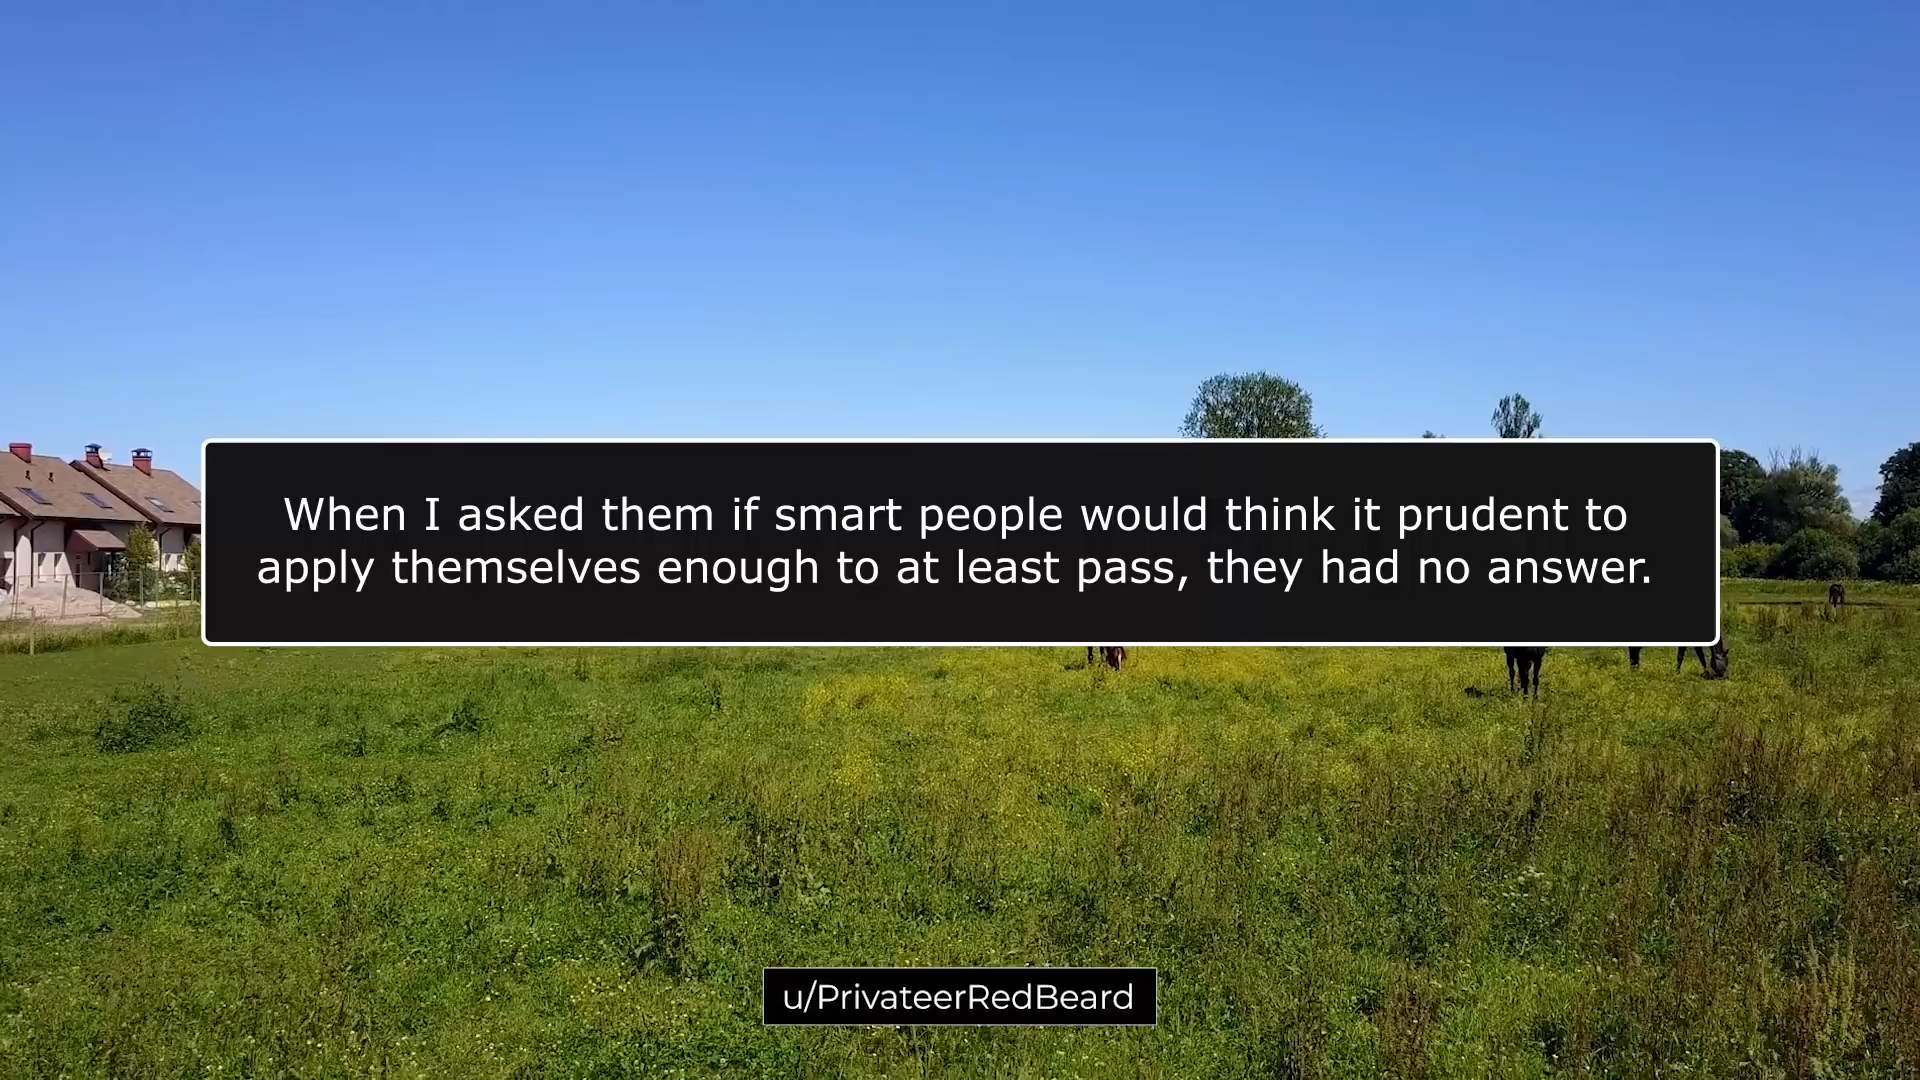 When I asked them if smart people would think it prudent to
apply themselves enough to at least pass, they had no answer.
u/PrivateerRedBeard